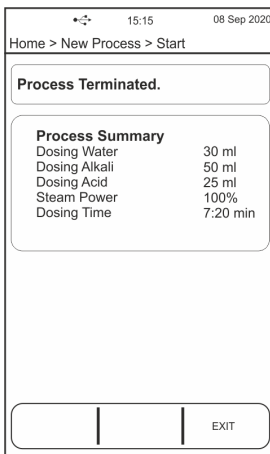 15:15 08 Sep 2020
Home > New Process > Start
Process Terminated.
Process Summary
Dosing Water 30 ml
Dosing Alkali 50 ml
Dosing Acid 25 ml
Steam Power 100%
Dosing Time 7:20 min
EXIT